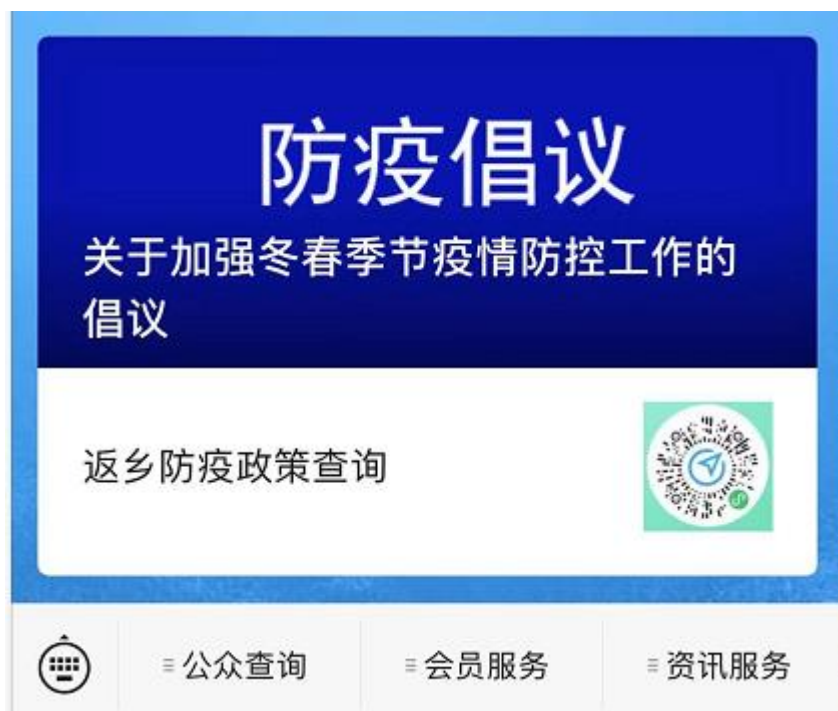 防疫倡议
关于加强冬春季节疫情防控工作的
倡议
返乡防疫政策查询
公众查询
会员服务
资讯服务